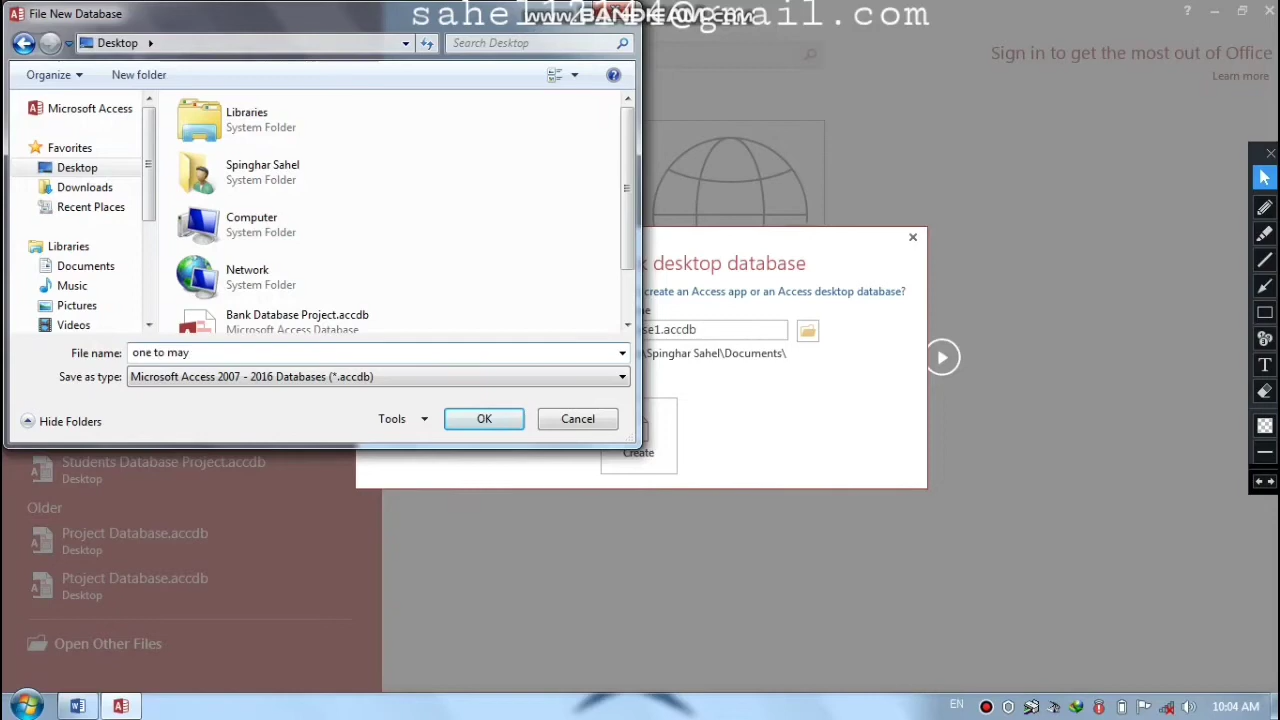 File New Database
sahel12144@gmail.com
www.BANDICAM.com
Desktop
Search Desktop
Sign in to get the most out of Office
Learn more
Organize
New folder
Microsoft Access
Favorites
Desktop
Downloads
Recent Places
Libraries
Documents
Music
Pictures
Videos
Libraries
System Folder
Spinghar Sahel
System Folder
Computer
System Folder
Network
System Folder
Bank Database Project.accdb
Microsoft Access Database
File name: one to may
Save as type: Microsoft Access 2007 - 2016 Databases (*.accdb)
Hide Folders
Tools
OK
Cancel
desktop database
create an Access app or an Access desktop database?
se1.accdb
\Spinghar Sahel\Documents\
Create
Students Database Project.accdb
Desktop
Older
Project Database.accdb
Desktop
Ptoject Database.accdb
Desktop
Open Other Files
EN
10:04 AM